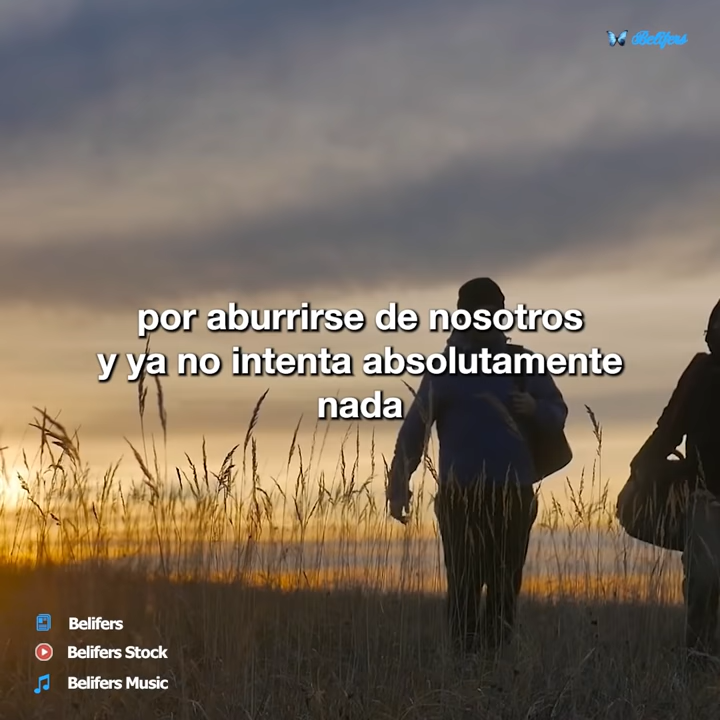 Belifers
por aburrirse de nosotros
y ya no intenta absolutamente
nada
Belifers
Belifers Stock
Belifers Music